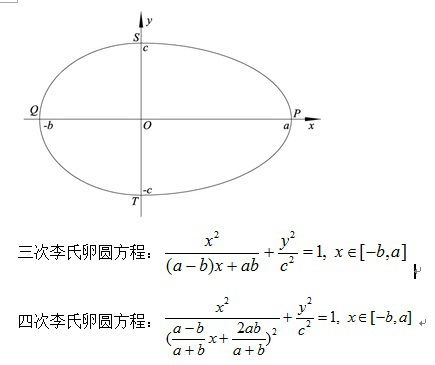 y
S
c
Q
P
-b
O
a
x
-c
T
三次李氏卵圆方程： x²/((a−b)x+ab) + y²/c² = 1, x∈[−b,a]
四次李氏卵圆方程： x²/((a−b)/(a+b) x + 2ab/(a+b))² + y²/c² = 1, x∈[−b,a]